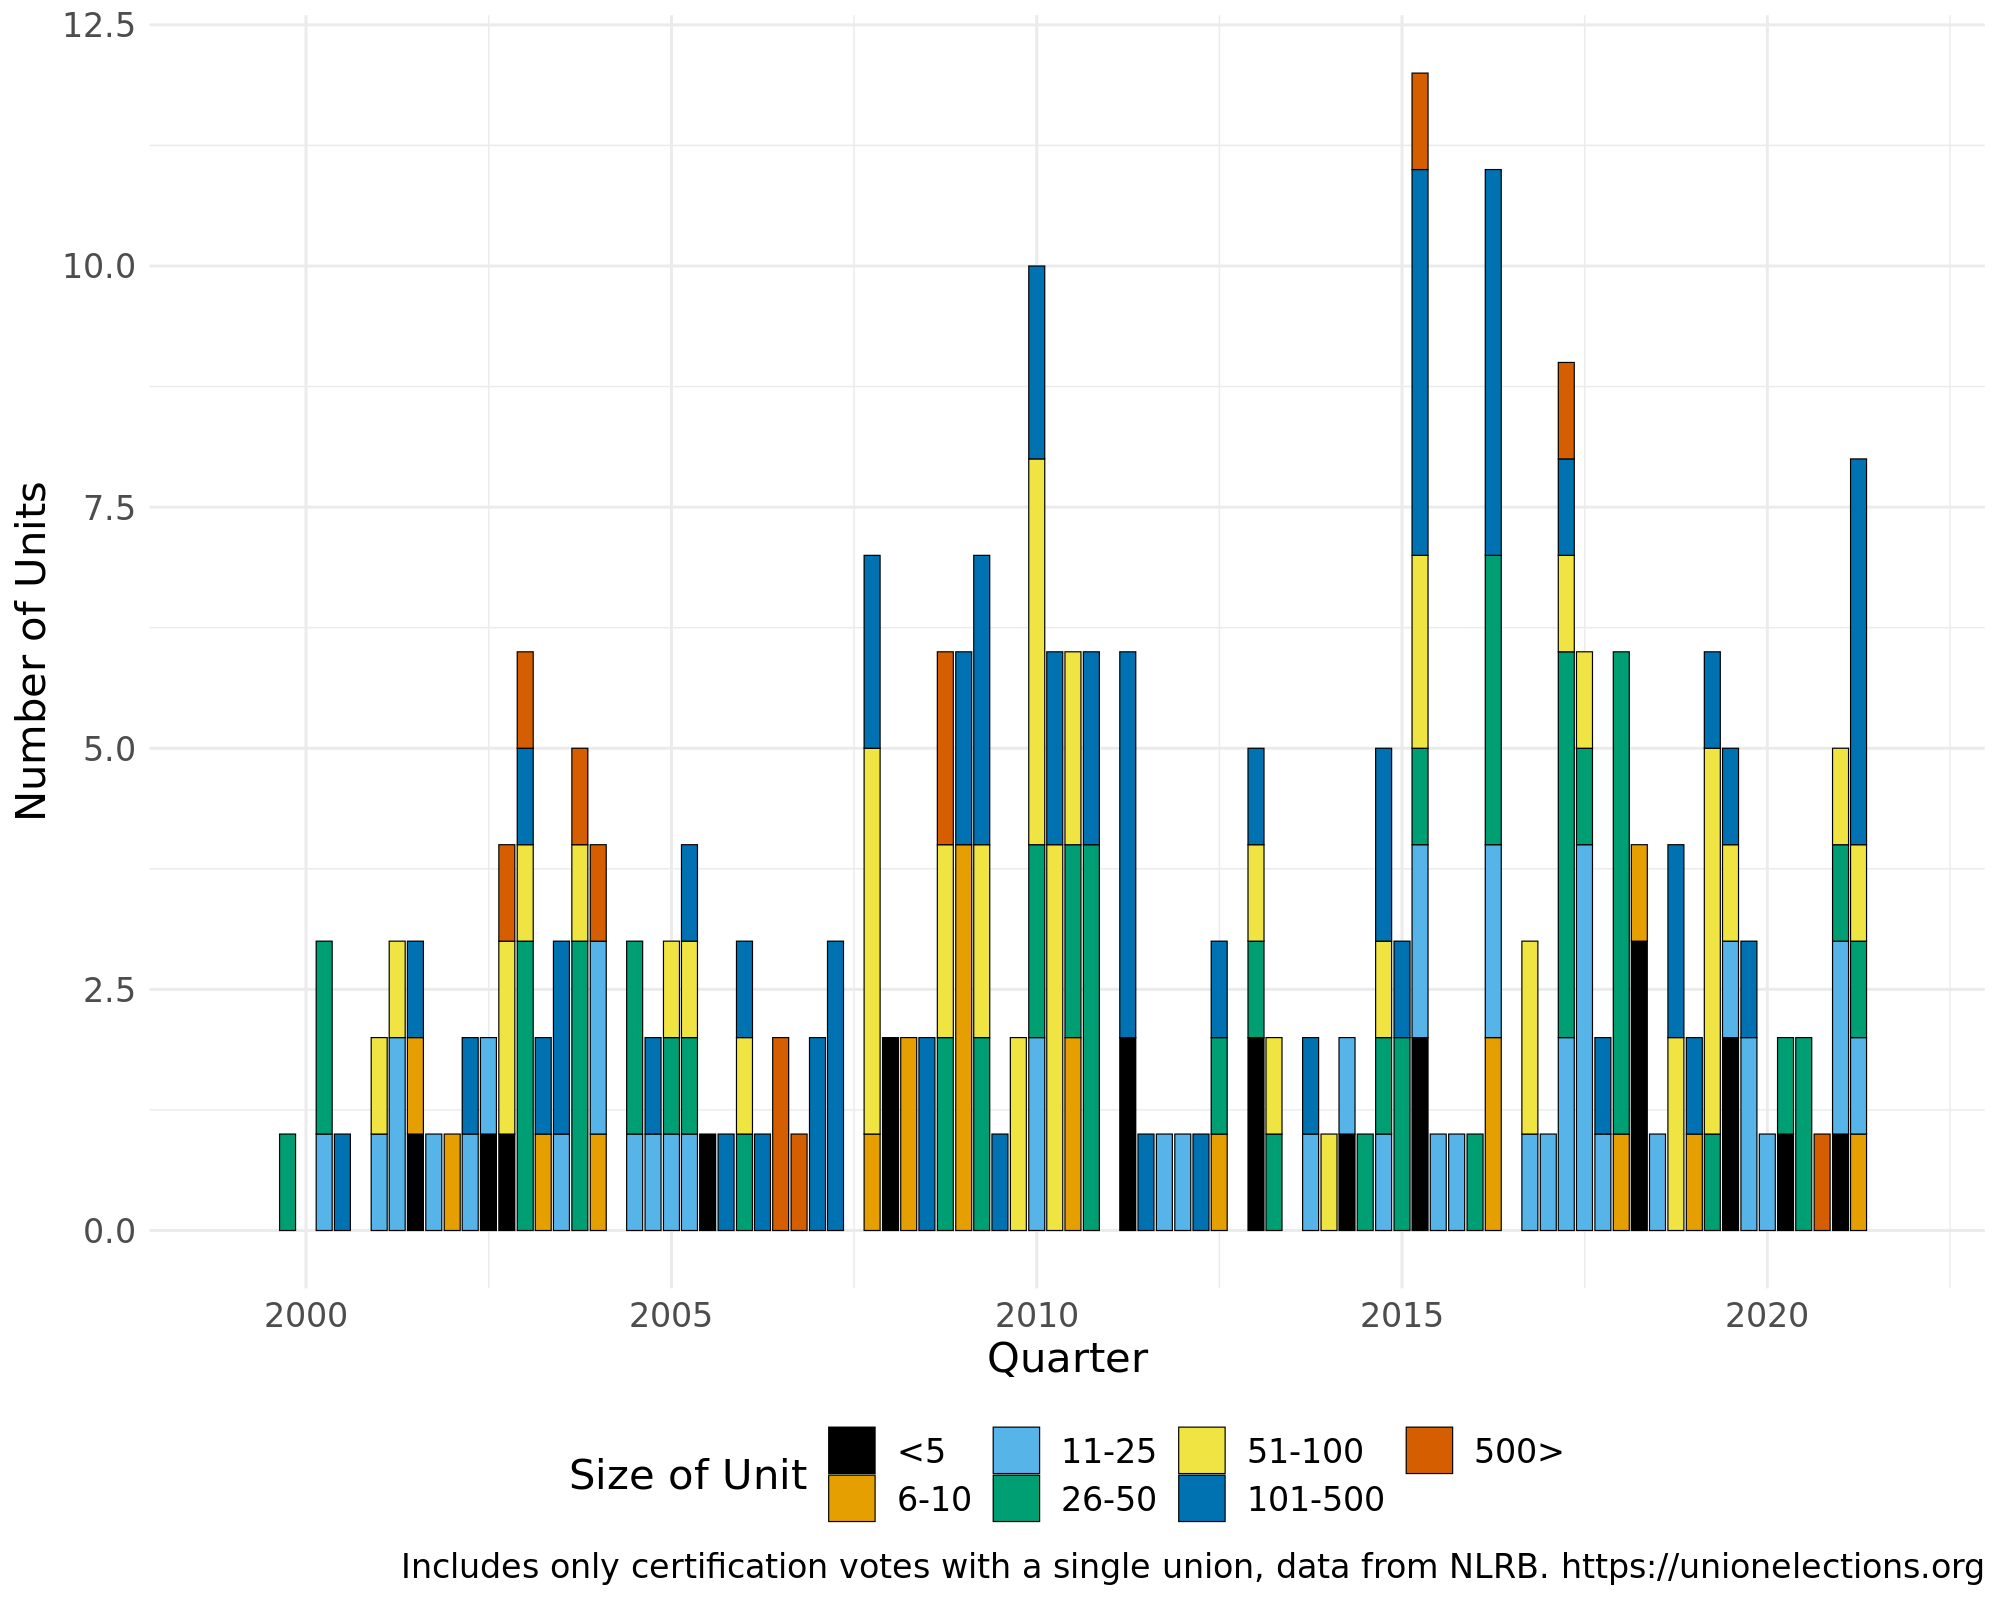 12.5
10.0
7.5
5.0
2.5
0.0
Number of Units
2000 2005 2010 2015 2020
Quarter
Size of Unit
<5 11-25 51-100 500>
6-10 26-50 101-500
Includes only certification votes with a single union, data from NLRB. https://unionelections.org